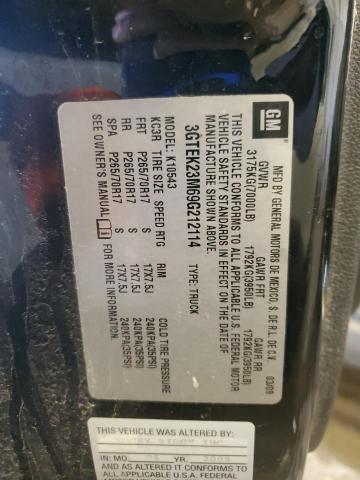 GM
MFD BY GENERAL MOTORS DE MEXICO, S. DE R.L. DE C.V.
03/09
GVWR GAWR FRT GAWR RR
3175KG(7000LB) 1792KG(3950LB) 1792KG(3950LB)
THIS VEHICLE CONFORMS TO ALL APPLICABLE U.S. FEDERAL MOTOR
VEHICLE SAFETY STANDARDS IN EFFECT ON THE DATE OF
MANUFACTURE SHOWN ABOVE.
3GTEK23M69G212114 TYPE: TRUCK
MODEL: K10543
KC3R TIRE SIZE SPEED RTG RIM COLD TIRE PRESSURE
FRT P265/70R17 S 17X7.5J 240KPA(35PSI)
RR P265/70R17 S 17X7.5J 240KPA(35PSI)
SPA P265/70R17 S 17X7.5J 240KPA(35PSI)
SEE OWNER'S MANUAL FOR MORE INFORMATION.
THIS VEHICLE WAS ALTERED BY:
IN: MO. YR. 2009
AND AS ALTERED IT CONFORMS TO
ALL APPLICABLE U.S.A. FEDERAL